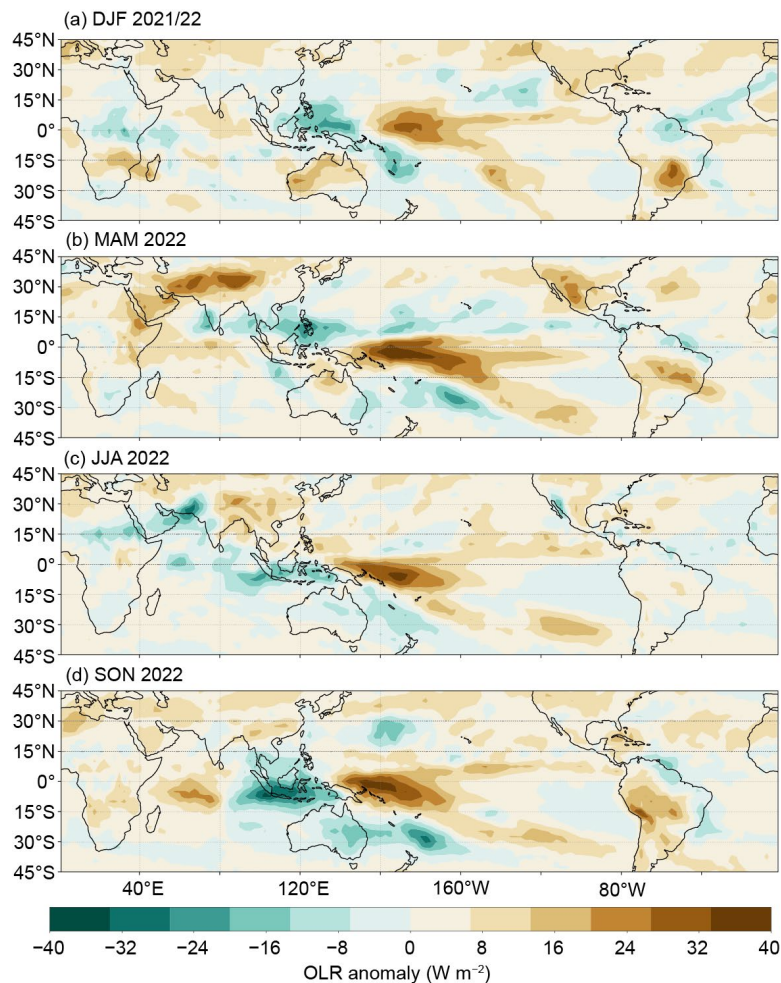 (a) DJF 2021/22
45°N
30°N
15°N
0°
15°S
30°S
45°S
(b) MAM 2022
45°N
30°N
15°N
0°
15°S
30°S
45°S
(c) JJA 2022
45°N
30°N
15°N
0°
15°S
30°S
45°S
(d) SON 2022
45°N
30°N
15°N
0°
15°S
30°S
45°S
40°E 120°E 160°W 80°W
−40 −32 −24 −16 −8 0 8 16 24 32 40
OLR anomaly (W m⁻²)